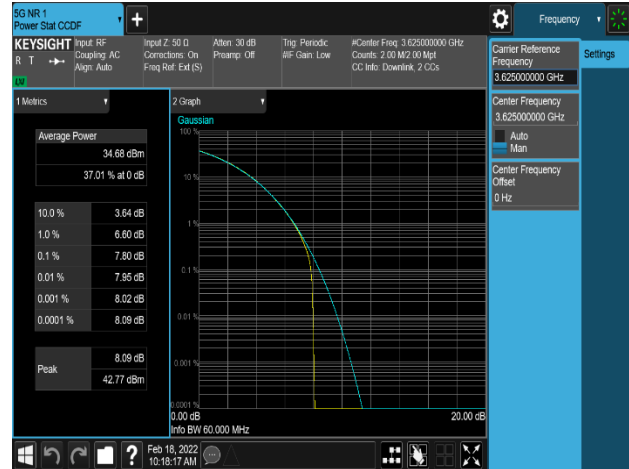 5G NR 1
Power Stat CCDF
Frequency
KEYSIGHT
R T
LXI
Input: RF
Coupling: AC
Align: Auto
Input Z: 50 Ω
Corrections: On
Freq Ref: Ext (S)
Atten: 30 dB
Preamp: Off
Trig: Periodic
#IF Gain: Low
#Center Freq: 3.625000000 GHz
Counts: 2.00 M/2.00 Mpt
CC Info: Downlink, 2 CCs
Carrier Reference
Frequency
3.625000000 GHz
Settings
Center Frequency
3.625000000 GHz
Auto
Man
Center Frequency
Offset
0 Hz
1 Metrics
Average Power
34.68 dBm
37.01 % at 0 dB
10.0 % 3.64 dB
1.0 % 6.60 dB
0.1 % 7.80 dB
0.01 % 7.95 dB
0.001 % 8.02 dB
0.0001 % 8.09 dB
Peak
8.09 dB
42.77 dBm
2 Graph
Gaussian
100 %
10 %
1 %
0.1 %
0.01 %
0.001 %
0.0001 %
0.00 dB 20.00 dB
Info BW 60.000 MHz
? Feb 18, 2022
10:18:17 AM